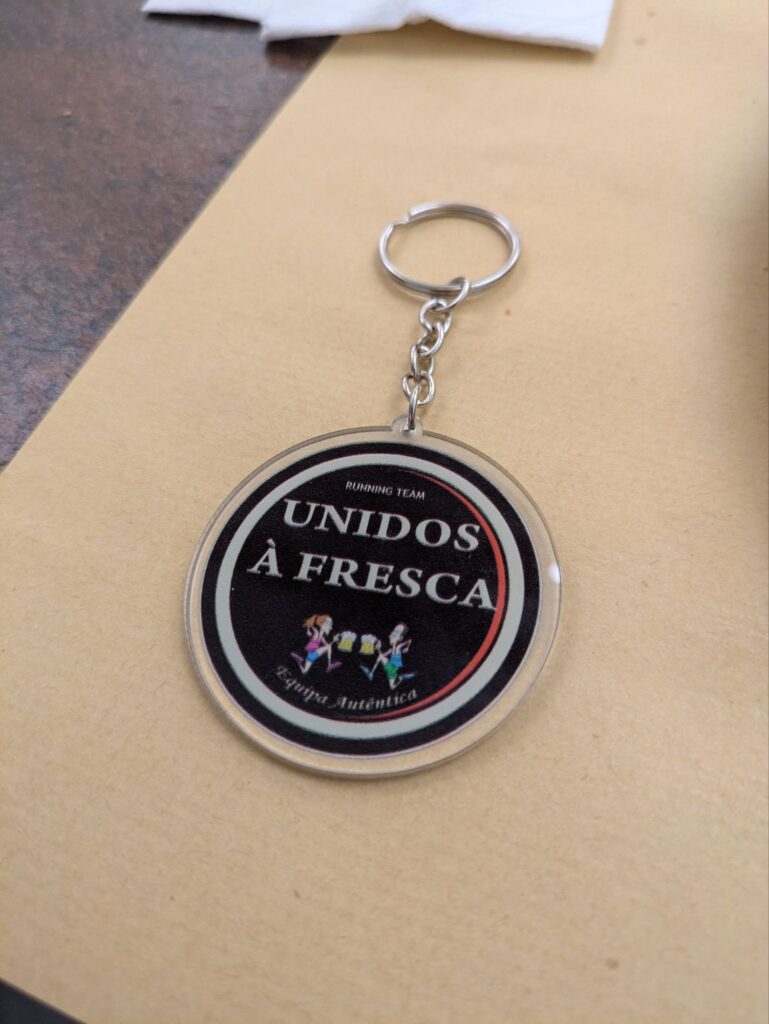 RUNNING TEAM
UNIDOS
À FRESCA
Equipa Autêntica